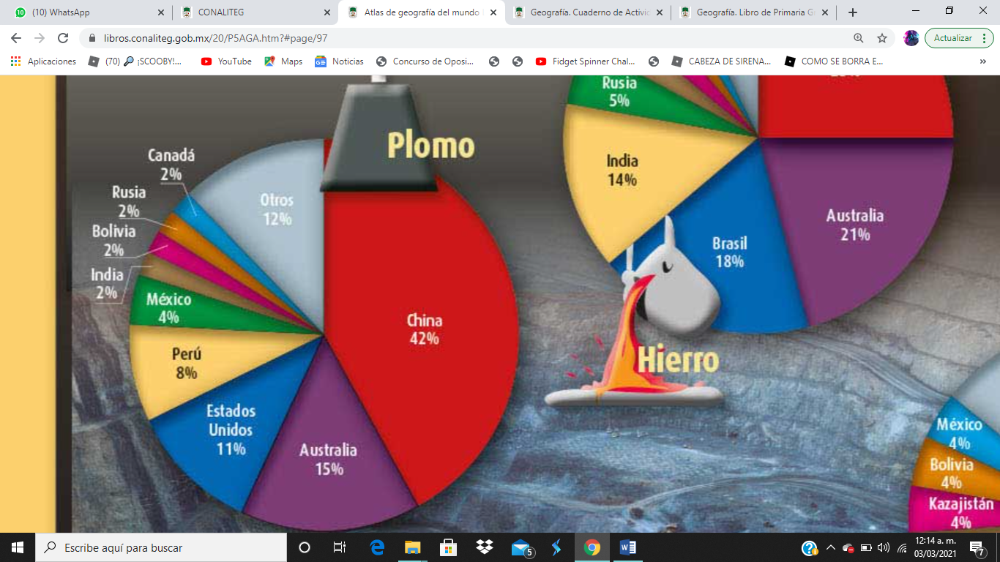 (10) WhatsApp
CONALITEG
Atlas de geografía del mundo
Geografía. Cuaderno de Activid
Geografía. Libro de Primaria Gr
libros.conaliteg.gob.mx/20/P5AGA.htm?#page/97
Actualizar
Aplicaciones
(70) 🔎 ¡SCOOBY!...
YouTube
Maps
Noticias
Concurso de Oposi...
Fidget Spinner Chal...
CABEZA DE SIRENA...
COMO SE BORRA E...
»
Plomo
Canadá
2%
Rusia
2%
Bolivia
2%
India
2%
México
4%
Perú
8%
Estados
Unidos
11%
Australia
15%
China
42%
Otros
12%
Rusia
5%
India
14%
Brasil
18%
Australia
21%
Hierro
México
4%
Bolivia
4%
Kazajistán
4%
Escribe aquí para buscar
5
12:14 a. m.
03/03/2021
7